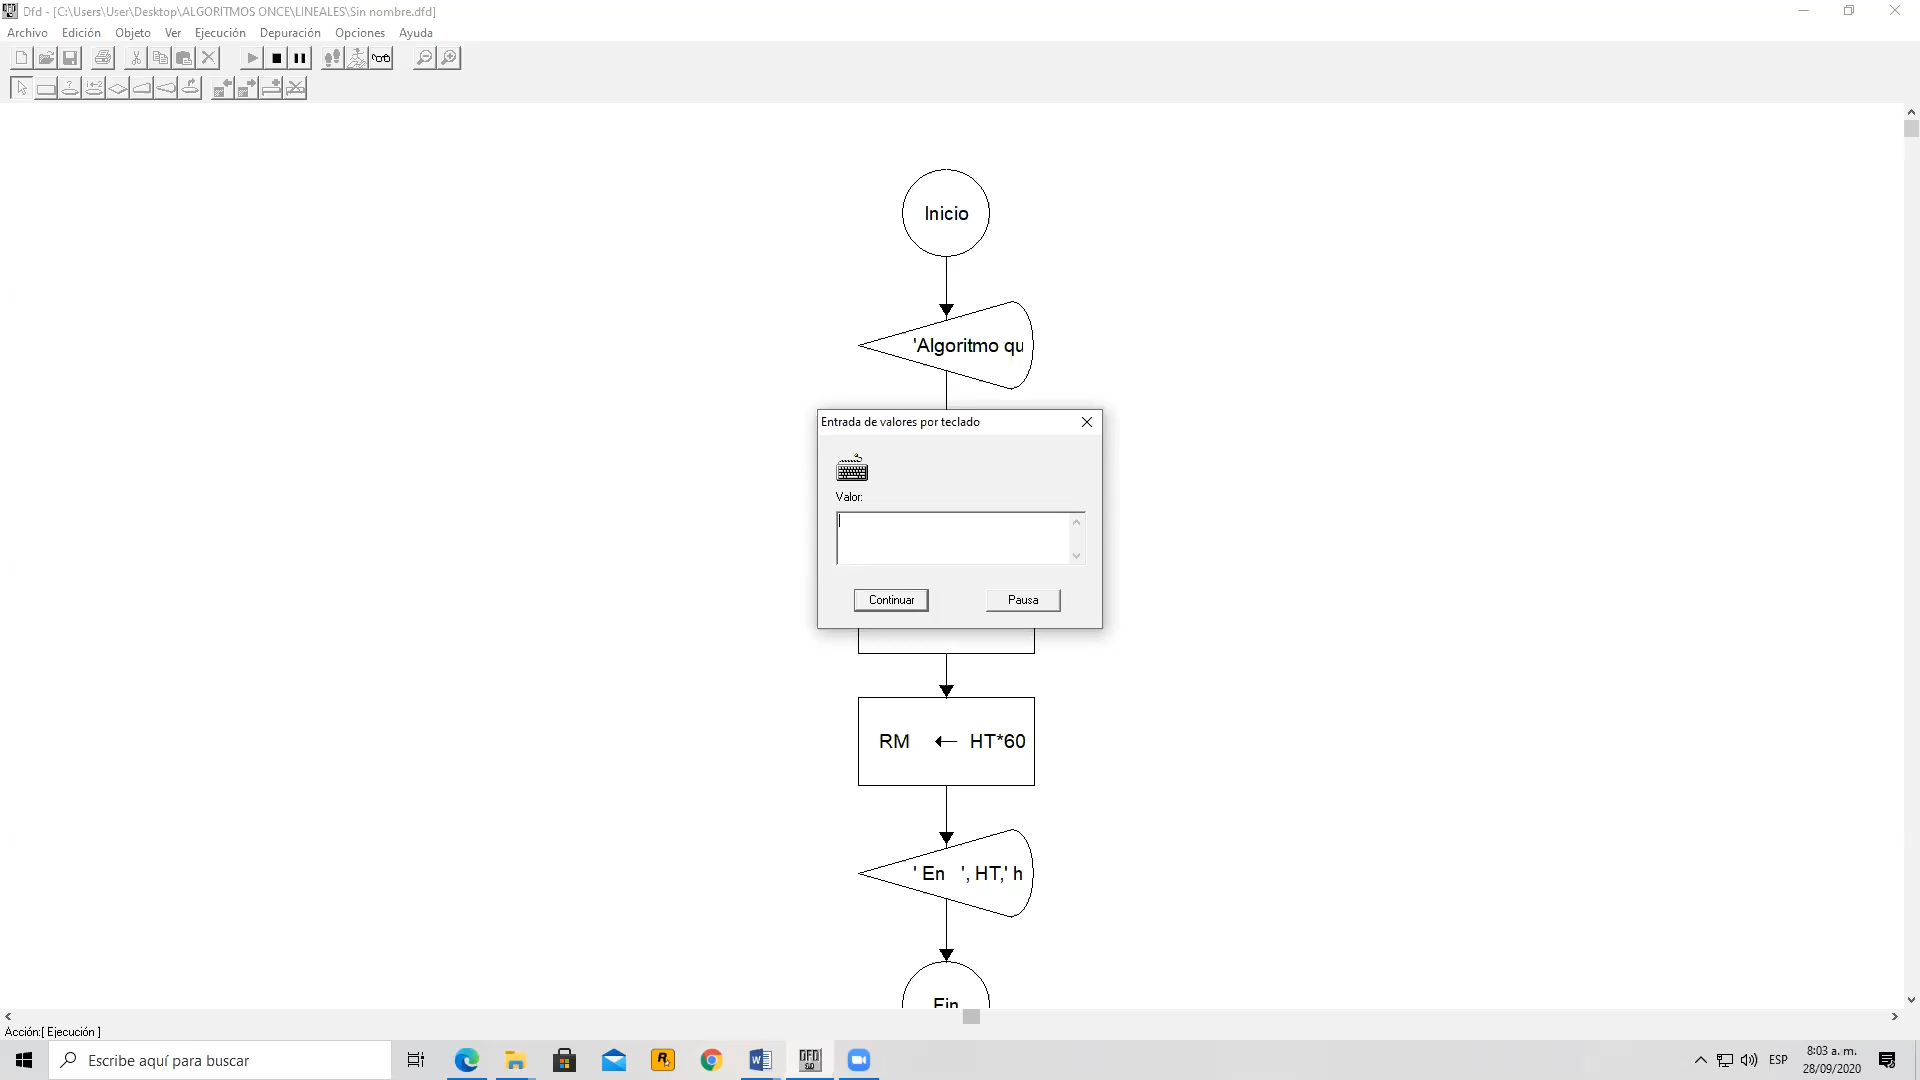 Dfd - [C:\Users\User\Desktop\ALGORITMOS ONCE\LINEALES\Sin nombre.dfd]
Archivo Edición Objeto Ver Ejecución Depuración Opciones Ayuda
Inicio
'Algoritmo qu
Entrada de valores por teclado
Valor:
Continuar Pausa
RM HT*60
' En ', HT,' h
Fin
Acción:[ Ejecución ]
Escribe aquí para buscar
ESP
8:03 a. m.
28/09/2020